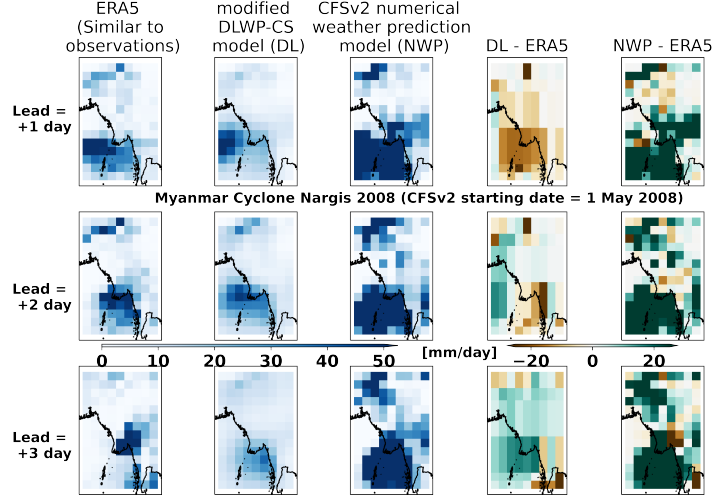 ERA5
(Similar to
observations)
modified
DLWP-CS
model (DL)
CFSv2 numerical
weather prediction
model (NWP)
DL - ERA5
NWP - ERA5
Lead =
+1 day
Myanmar Cyclone Nargis 2008 (CFSv2 starting date = 1 May 2008)
Lead =
+2 day
0 10 20 30 40 50 [mm/day] −20 0 20
Lead =
+3 day